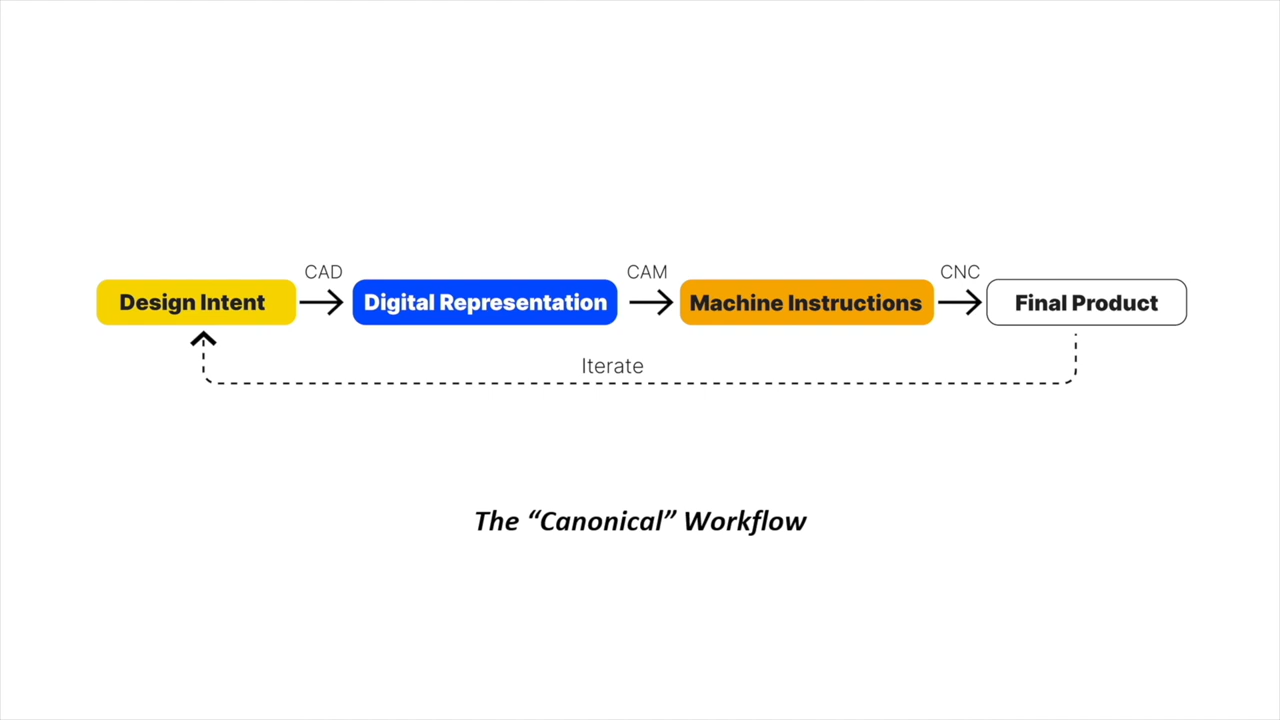 CAD
CAM
CNC
Design Intent
Digital Representation
Machine Instructions
Final Product
Iterate
The “Canonical” Workflow